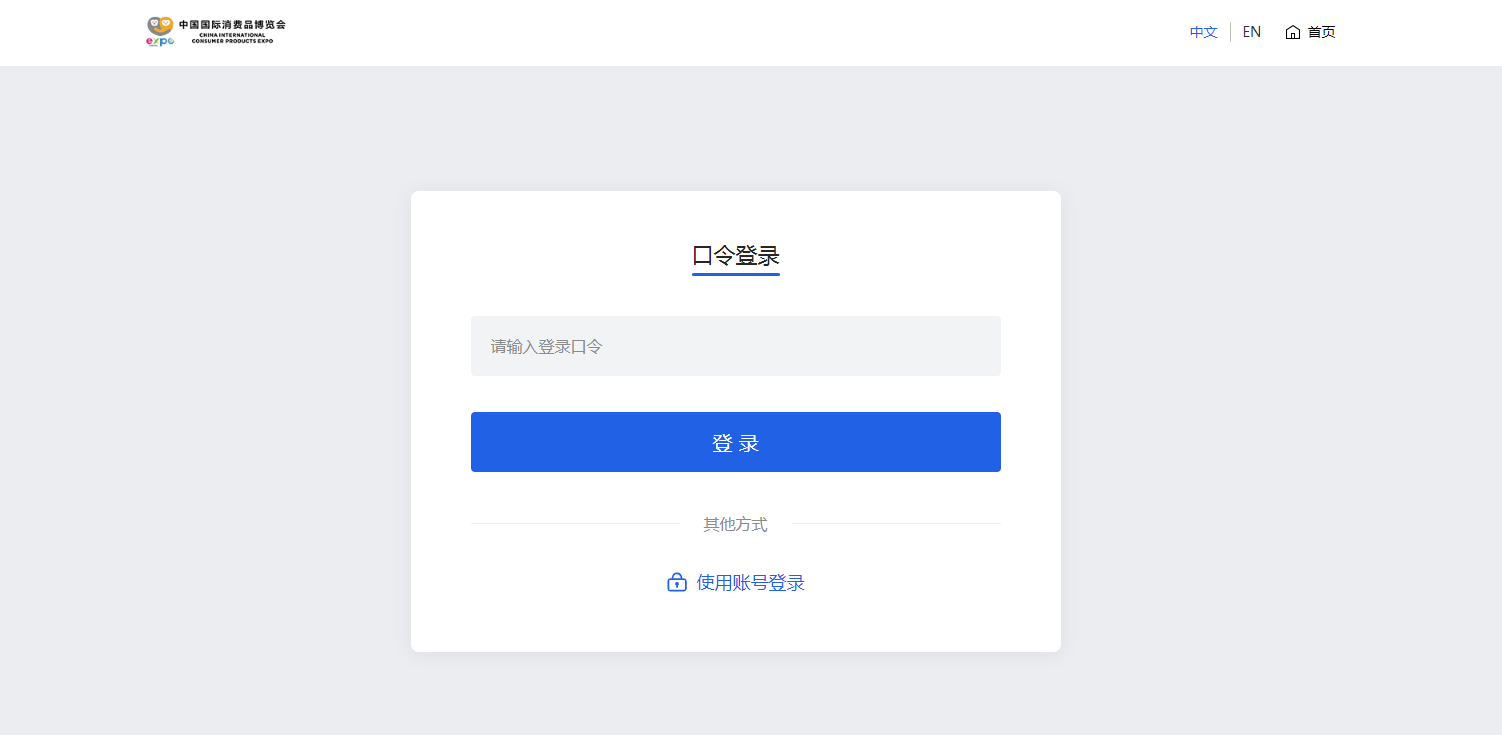 中国国际消费品博览会
CHINA INTERNATIONAL
CONSUMER PRODUCTS EXPO
expo
中文
EN
首页
口令登录
请输入登录口令
登 录
其他方式
使用账号登录